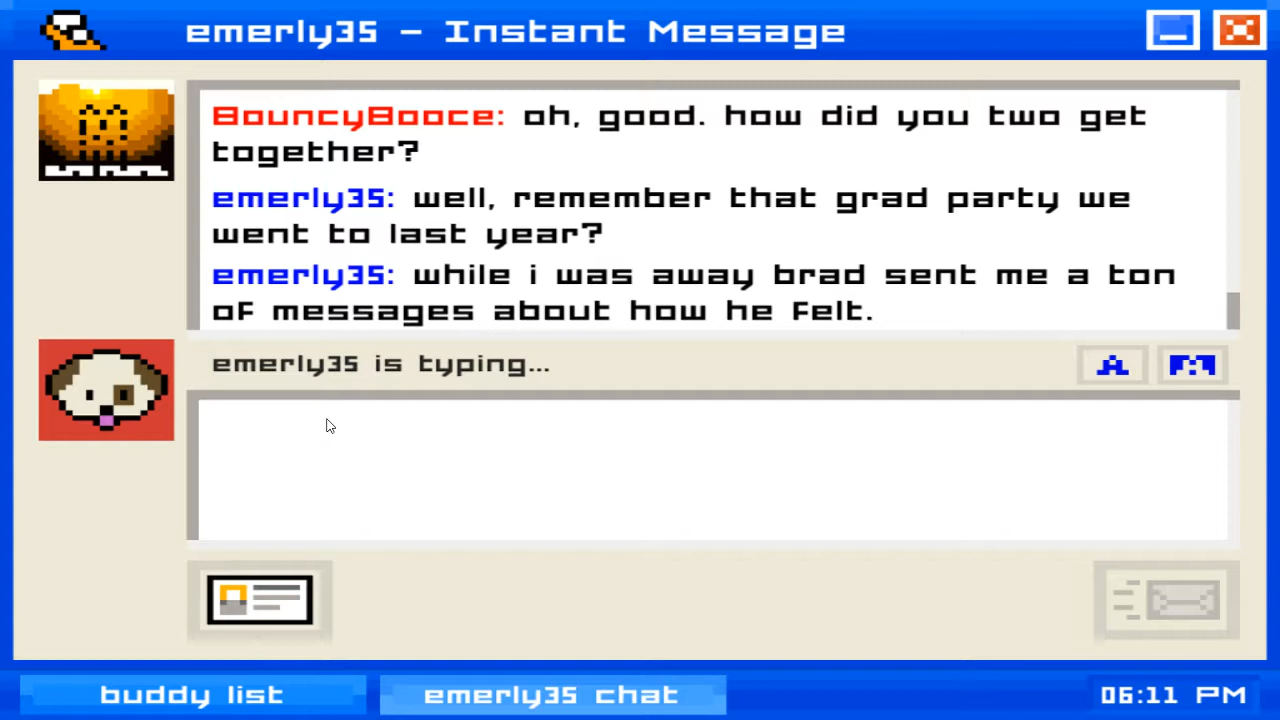 emerly35 - Instant Message
BouncyBooce: oh, good. how did you two get
together?
emerly35: well, remember that grad party we
went to last year?
emerly35: while i was away brad sent me a ton
of messages about how he felt.
emerly35 is typing...
A
buddy list
emerly35 chat
06:11 PM